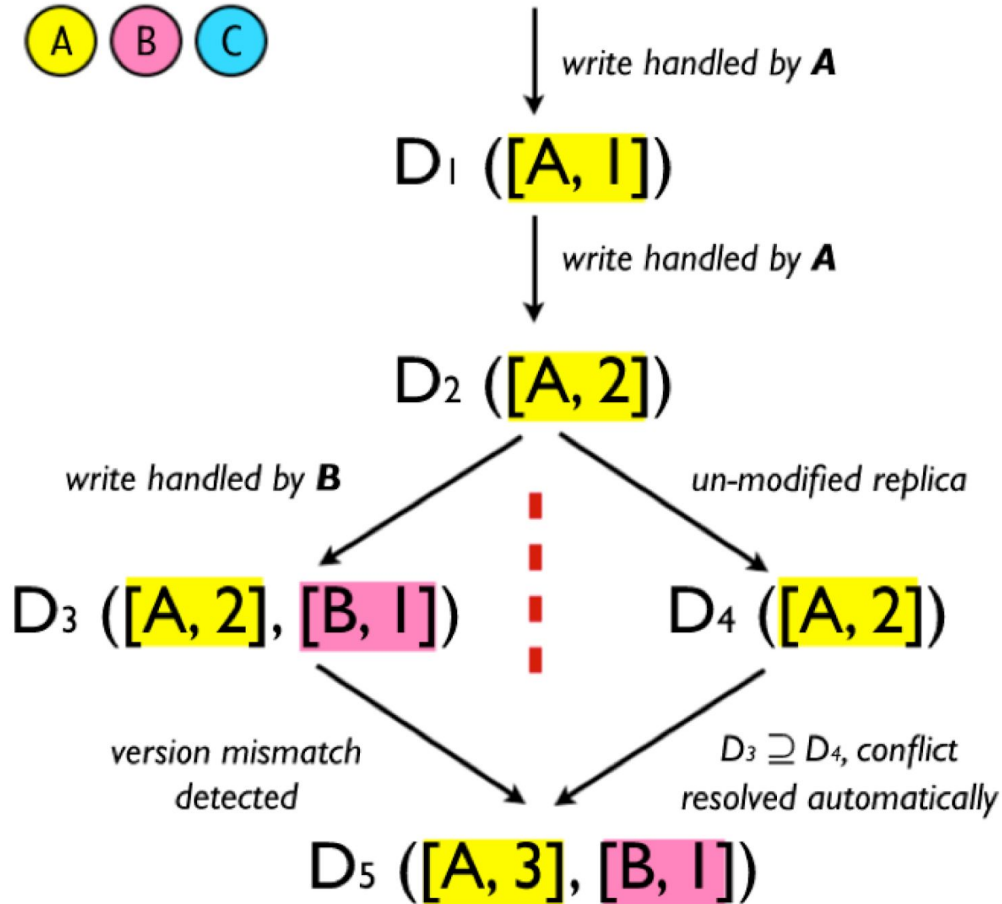 A B C
write handled by A
D₁ ([A, 1])
write handled by A
D₂ ([A, 2])
write handled by B
un-modified replica
D₃ ([A, 2], [B, 1])
D₄ ([A, 2])
version mismatch
detected
D₃ ⊇ D₄, conflict
resolved automatically
D₅ ([A, 3], [B, 1])